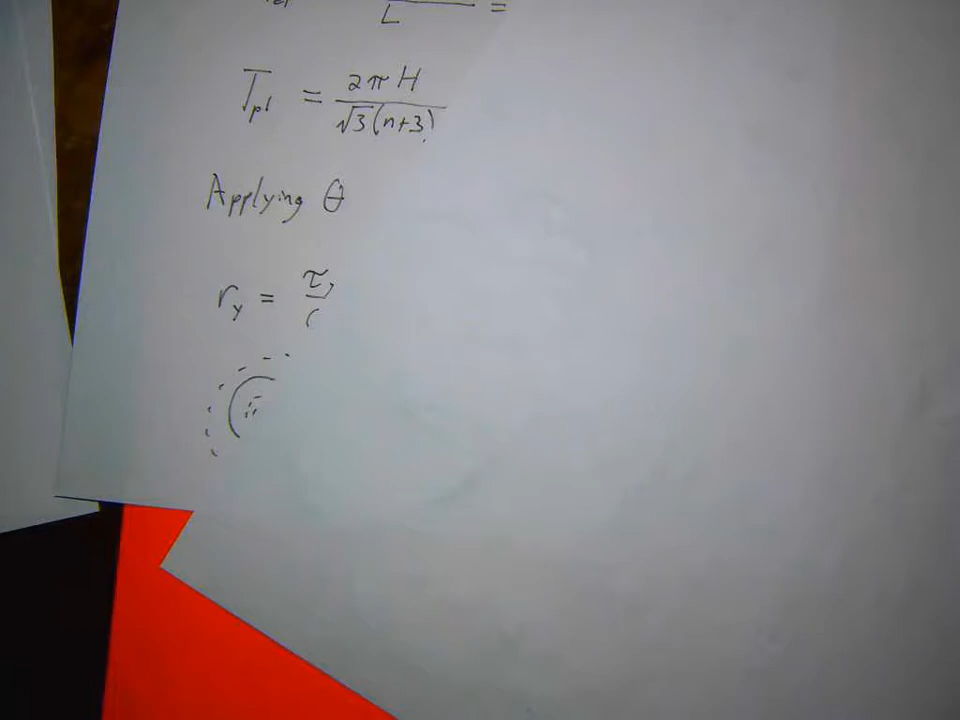 L =
T_pl = 2πH / √3(n+3)
Applying θ
r_y = τ_y / (